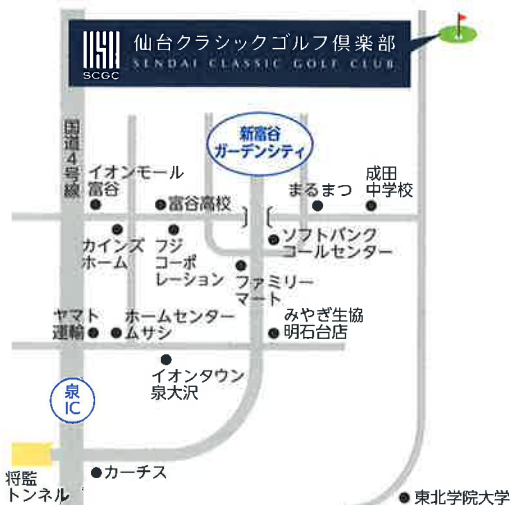 仙台クラシックゴルフ倶楽部
SENDAI CLASSIC GOLF CLUB
SCGC
国道4号線
新富谷
ガーデンシティ
イオンモール
富谷
富谷高校
まるまつ
成田
中学校
カインズ
ホーム
フジ
コーポ
レーション
ソフトバンク
コールセンター
ファミリー
マート
ヤマト
運輸
ホームセンター
ムサシ
みやぎ生協
明石台店
イオンタウン
泉大沢
泉
IC
将監
トンネル
カーチス
東北学院大学